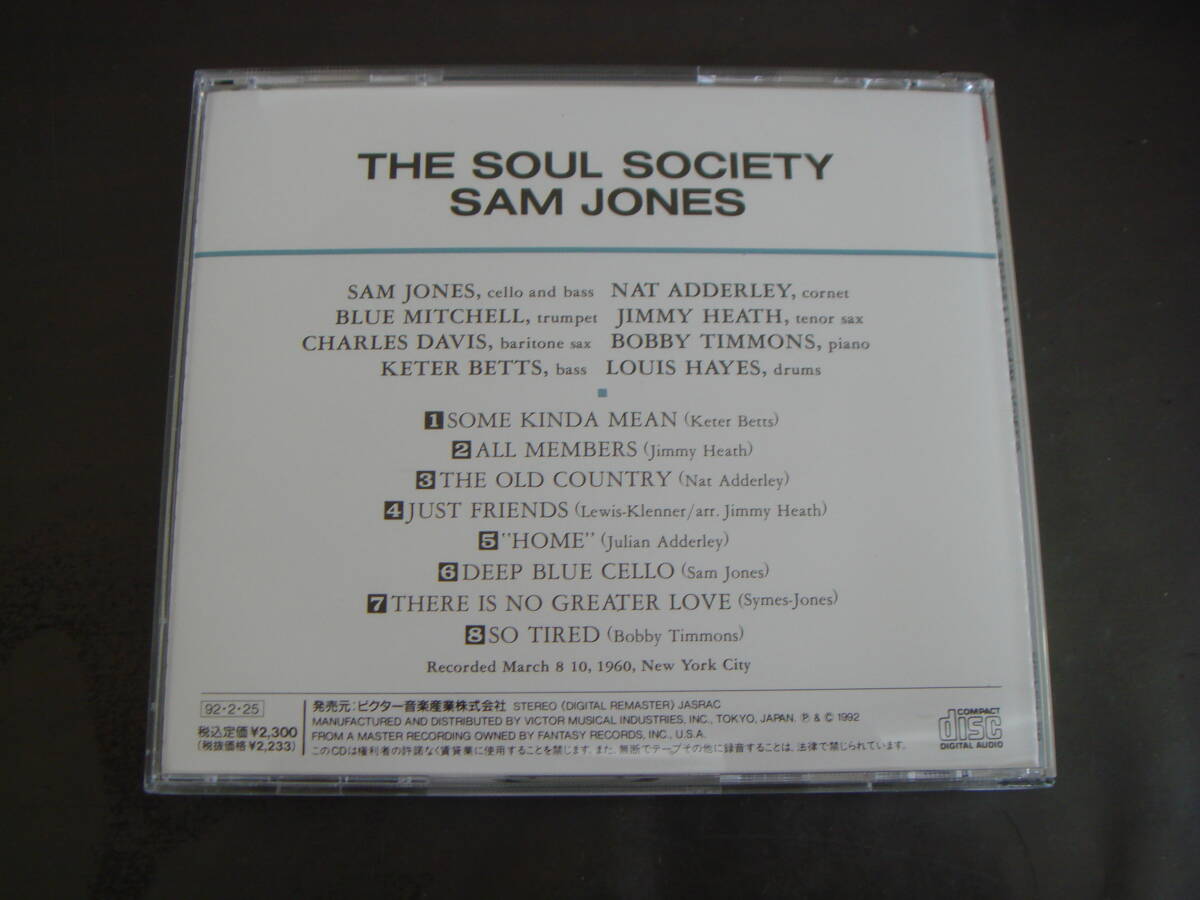 THE SOUL SOCIETY
SAM JONES
SAM JONES, cello and bass NAT ADDERLEY, cornet
BLUE MITCHELL, trumpet JIMMY HEATH, tenor sax
CHARLES DAVIS, baritone sax BOBBY TIMMONS, piano
KETER BETTS, bass LOUIS HAYES, drums
1 SOME KINDA MEAN (Keter Betts)
2 ALL MEMBERS (Jimmy Heath)
3 THE OLD COUNTRY (Nat Adderley)
4 JUST FRIENDS (Lewis-Klenner/arr. Jimmy Heath)
5 "HOME" (Julian Adderley)
6 DEEP BLUE CELLO (Sam Jones)
7 THERE IS NO GREATER LOVE (Symes-Jones)
8 SO TIRED (Bobby Timmons)
Recorded March 8 10, 1960, New York City
92・2・25
税込定価¥2,300
(税抜価格¥2,233)
発売元:ビクター音楽産業株式会社 STEREO (DIGITAL REMASTER) JASRAC
MANUFACTURED AND DISTRIBUTED BY VICTOR MUSICAL INDUSTRIES, INC., TOKYO, JAPAN. ℗ & © 1992
FROM A MASTER RECORDING OWNED BY FANTASY RECORDS, INC., U.S.A.
このCDは権利者の許諾なく賃貸業に使用することを禁じます。また、無断でテープその他に録音することは、法律で禁じられています。
COMPACT
disc
DIGITAL AUDIO